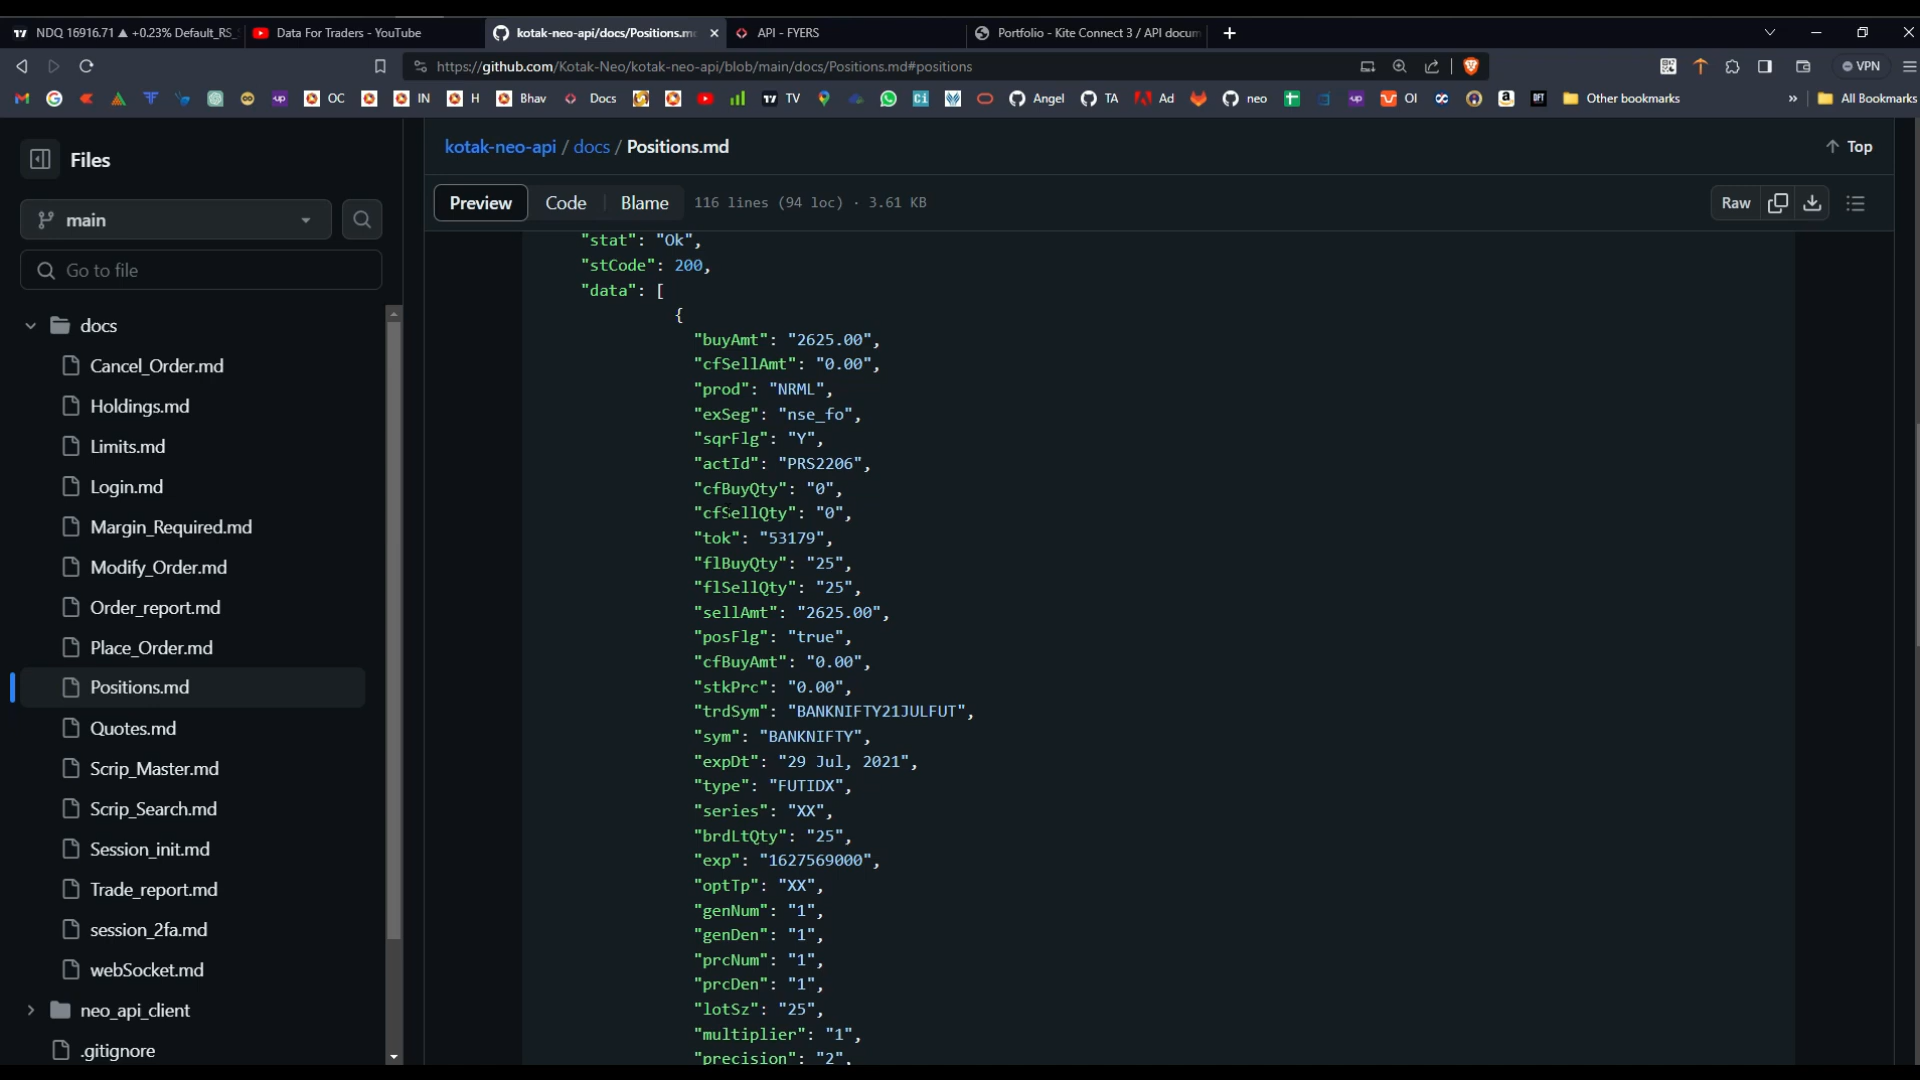 NDQ 16916.71 ▲ +0.23% Default_RS_
Data For Traders - YouTube
kotak-neo-api/docs/Positions.m
API - FYERS
Portfolio - Kite Connect 3 / API docum
https://github.com/Kotak-Neo/kotak-neo-api/blob/main/docs/Positions.md#positions
VPN
OC
IN
H
Bhav
Docs
TV
Angel
TA
Ad
neo
OI
Other bookmarks
» All Bookmarks
Files
kotak-neo-api / docs / Positions.md
Top
main
Preview
Code
Blame
116 lines (94 loc) · 3.61 KB
Raw
Go to file
docs
Cancel_Order.md
Holdings.md
Limits.md
Login.md
Margin_Required.md
Modify_Order.md
Order_report.md
Place_Order.md
Positions.md
Quotes.md
Scrip_Master.md
Scrip_Search.md
Session_init.md
Trade_report.md
session_2fa.md
webSocket.md
neo_api_client
.gitignore
"stat": "Ok",
"stCode": 200,
"data": [
{
"buyAmt": "2625.00",
"cfSellAmt": "0.00",
"prod": "NRML",
"exSeg": "nse_fo",
"sqrFlg": "Y",
"actId": "PRS2206",
"cfBuyQty": "0",
"cfSellQty": "0",
"tok": "53179",
"flBuyQty": "25",
"flSellQty": "25",
"sellAmt": "2625.00",
"posFlg": "true",
"cfBuyAmt": "0.00",
"stkPrc": "0.00",
"trdSym": "BANKNIFTY21JULFUT",
"sym": "BANKNIFTY",
"expDt": "29 Jul, 2021",
"type": "FUTIDX",
"series": "XX",
"brdLtQty": "25",
"exp": "1627569000",
"optTp": "XX",
"genNum": "1",
"genDen": "1",
"prcNum": "1",
"prcDen": "1",
"lotSz": "25",
"multiplier": "1",
"precision": "2",